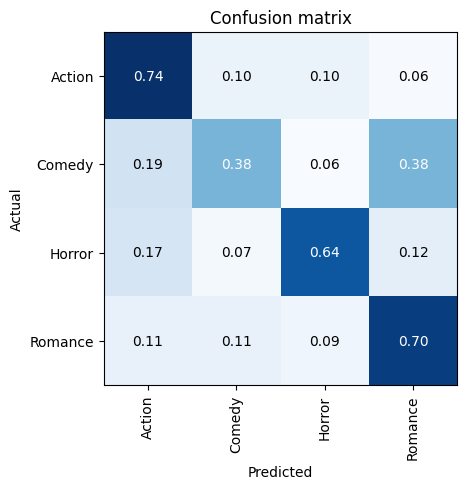 Confusion matrix
Actual
Action 0.74 0.10 0.10 0.06
Comedy 0.19 0.38 0.06 0.38
Horror 0.17 0.07 0.64 0.12
Romance 0.11 0.11 0.09 0.70
Action Comedy Horror Romance
Predicted